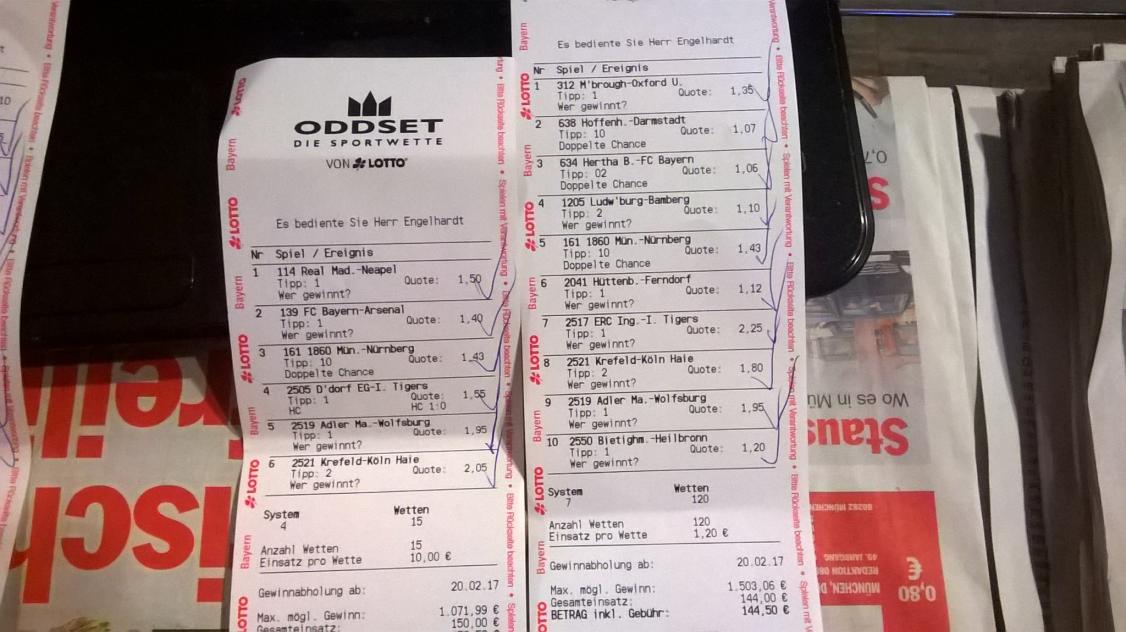 ODDSET
DIE SPORTWETTE
VON LOTTO
Es bediente Sie Herr Engelhardt
Nr Spiel / Ereignis
1 114 Real Mad.-Neapel
Tipp: 1 Quote: 1,50
Wer gewinnt?
2 139 FC Bayern-Arsenal
Tipp: 1 Quote: 1,40
Wer gewinnt?
3 161 1860 Mün.-Nürnberg
Tipp: 10 Quote: 1,43
Doppelte Chance
4 2505 D'dorf EG-I. Tigers
Tipp: 1 Quote: 1,55
HC HC 1:0
5 2519 Adler Ma.-Wolfsburg
Tipp: 1 Quote: 1,95
Wer gewinnt?
6 2521 Krefeld-Köln Haie
Tipp: 2 Quote: 2,05
Wer gewinnt?
System Wetten
4 15
Anzahl Wetten 15
Einsatz pro Wette 10,00 €
Gewinnabholung ab: 20.02.17
Max. mögl. Gewinn: 1.071,99 €
Gesamteinsatz: 150,00 €
Es bediente Sie Herr Engelhardt
Nr Spiel / Ereignis
1 312 M'brough-Oxford U.
Tipp: 1 Quote: 1,35
Wer gewinnt?
2 638 Hoffenh.-Darmstadt
Tipp: 10 Quote: 1,07
Doppelte Chance
3 634 Hertha B.-FC Bayern
Tipp: 02 Quote: 1,06
Doppelte Chance
4 1205 Ludw'burg-Bamberg
Tipp: 2 Quote: 1,10
Wer gewinnt?
5 161 1860 Mün.-Nürnberg
Tipp: 10 Quote: 1,43
Doppelte Chance
6 2041 Hüttenb.-Ferndorf
Tipp: 1 Quote: 1,12
Wer gewinnt?
7 2517 ERC Ing.-I. Tigers
Tipp: 1 Quote: 2,25
Wer gewinnt?
8 2521 Krefeld-Köln Haie
Tipp: 2 Quote: 1,80
Wer gewinnt?
9 2519 Adler Ma.-Wolfsburg
Tipp: 1 Quote: 1,95
Wer gewinnt?
10 2550 Bietighm.-Heilbronn
Tipp: 1 Quote: 1,20
Wer gewinnt?
System Wetten
7 120
Anzahl Wetten 120
Einsatz pro Wette 1,20 €
Gewinnabholung ab: 20.02.17
Max. mögl. Gewinn: 1.503,06 €
Gesamteinsatz: 144,00 €
BETRAG inkl. Gebühr: 144,50 €
LOTTO Bayern
Spielen mit Verantwortung • Bitte Rückseite beachten
Wo es in Mü
Staus
80282 MÜNCHEN
49. JAHRGANG
REDAKTION 089
MÜNCHEN, DI
0,80 €